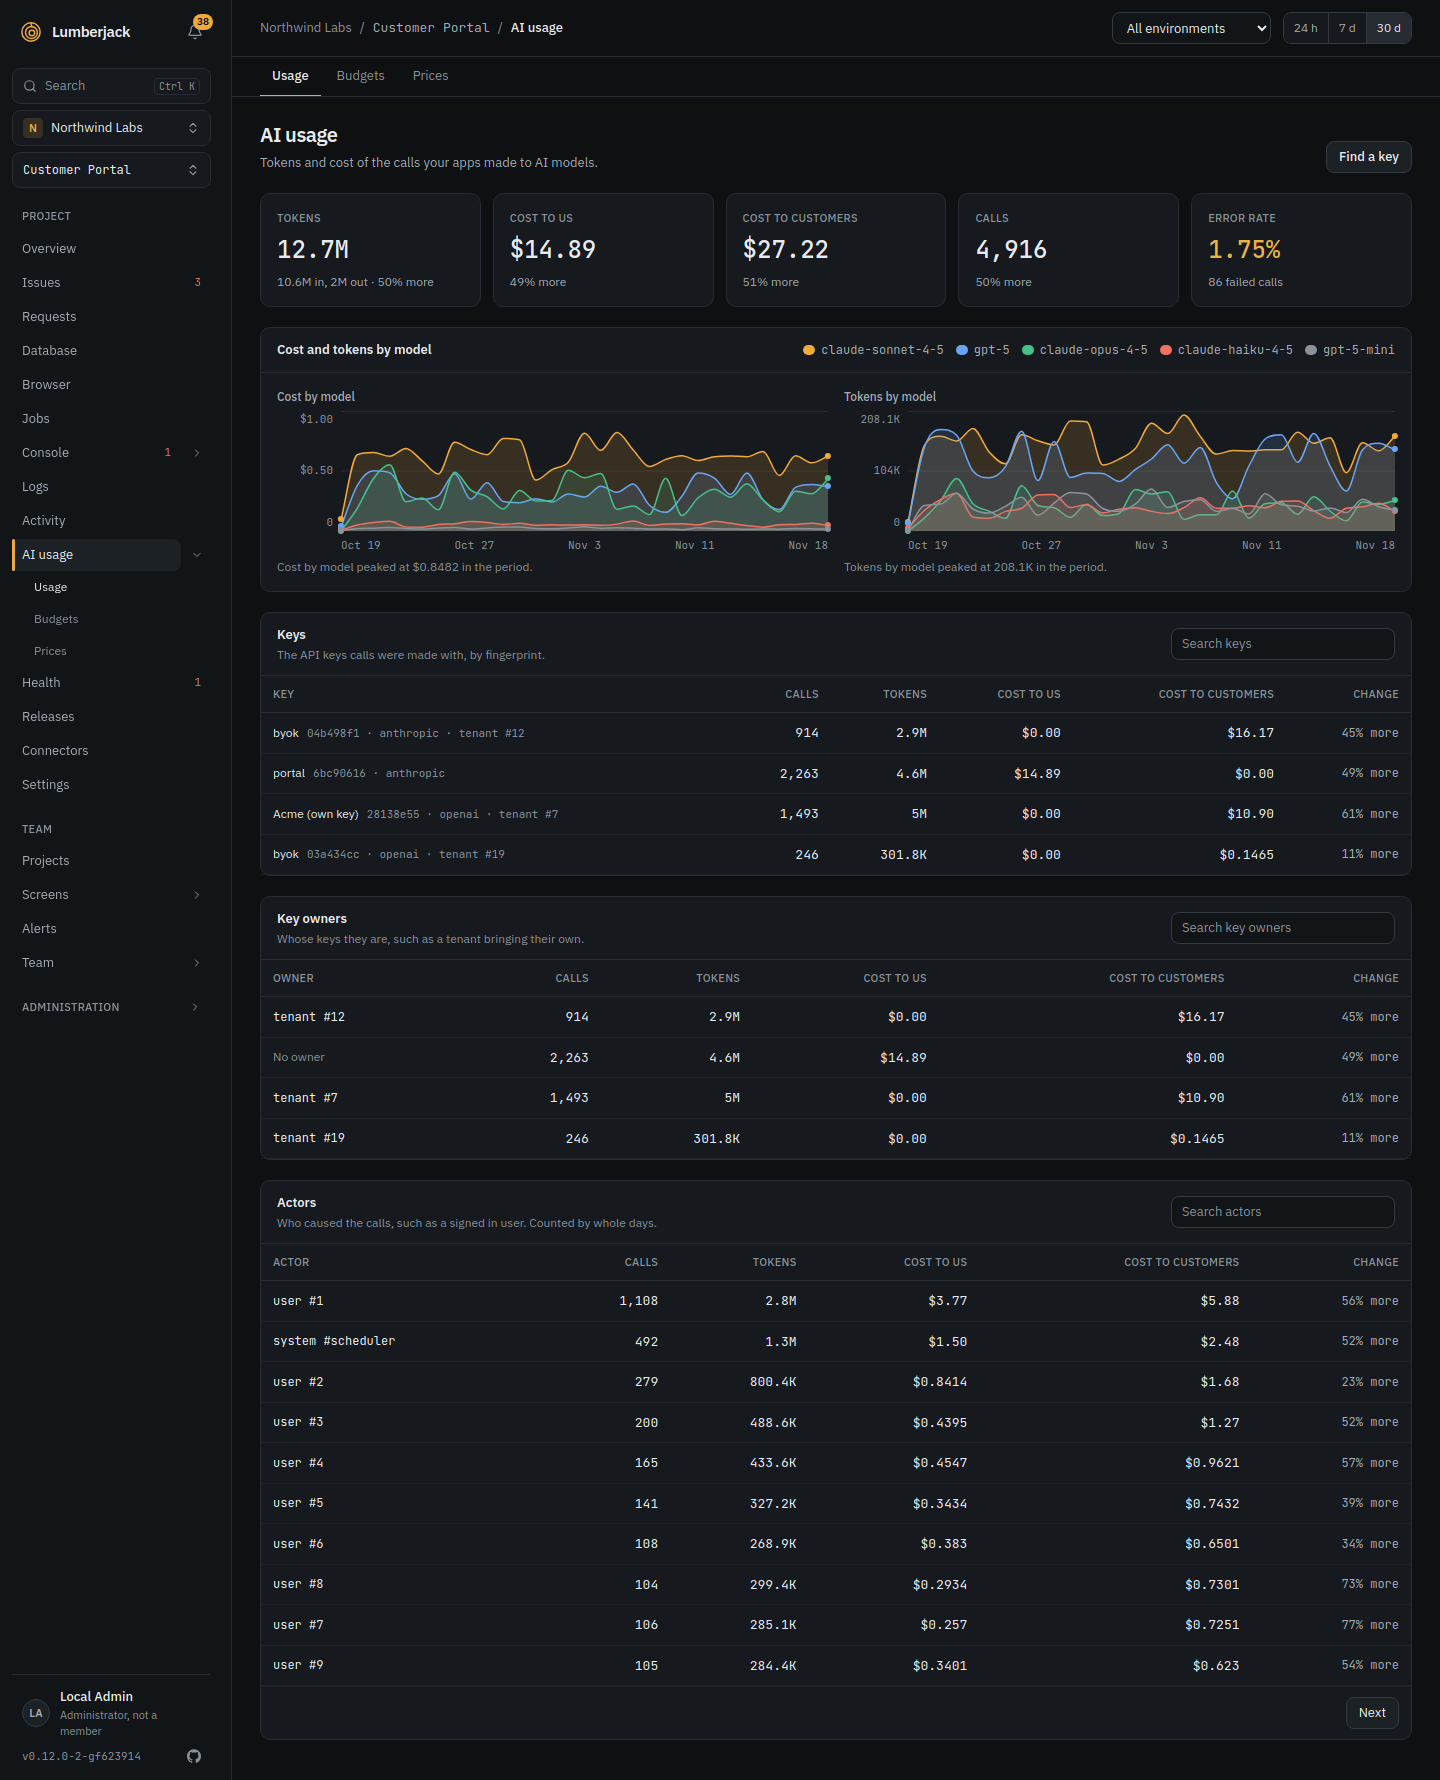 Lumberjack
38
Search Ctrl K
N Northwind Labs
Customer Portal
PROJECT
Overview
Issues 3
Requests
Database
Browser
Jobs
Console 1
Logs
Activity
AI usage
Usage
Budgets
Prices
Health 1
Releases
Connectors
Settings
TEAM
Projects
Screens
Alerts
Team
ADMINISTRATION
LA Local Admin
Administrator, not a
member
v0.12.0-2-gf623914
Northwind Labs / Customer Portal / AI usage
All environments
24 h 7 d 30 d
Usage Budgets Prices
AI usage
Tokens and cost of the calls your apps made to AI models.
Find a key
TOKENS
12.7M
10.6M in, 2M out · 50% more
COST TO US
$14.89
49% more
COST TO CUSTOMERS
$27.22
51% more
CALLS
4,916
50% more
ERROR RATE
1.75%
86 failed calls
Cost and tokens by model
claude-sonnet-4-5 gpt-5 claude-opus-4-5 claude-haiku-4-5 gpt-5-mini
Cost by model
$1.00
$0.50
0
Oct 19 Oct 27 Nov 3 Nov 11 Nov 18
Cost by model peaked at $0.8482 in the period.
Tokens by model
208.1K
104K
0
Oct 19 Oct 27 Nov 3 Nov 11 Nov 18
Tokens by model peaked at 208.1K in the period.
Keys
The API keys calls were made with, by fingerprint.
Search keys
KEY CALLS TOKENS COST TO US COST TO CUSTOMERS CHANGE
byok 04b498f1 · anthropic · tenant #12 914 2.9M $0.00 $16.17 45% more
portal 6bc90616 · anthropic 2,263 4.6M $14.89 $0.00 49% more
Acme (own key) 28138e55 · openai · tenant #7 1,493 5M $0.00 $10.90 61% more
byok 03a434cc · openai · tenant #19 246 301.8K $0.00 $0.1465 11% more
Key owners
Whose keys they are, such as a tenant bringing their own.
Search key owners
OWNER CALLS TOKENS COST TO US COST TO CUSTOMERS CHANGE
tenant #12 914 2.9M $0.00 $16.17 45% more
No owner 2,263 4.6M $14.89 $0.00 49% more
tenant #7 1,493 5M $0.00 $10.90 61% more
tenant #19 246 301.8K $0.00 $0.1465 11% more
Actors
Who caused the calls, such as a signed in user. Counted by whole days.
Search actors
ACTOR CALLS TOKENS COST TO US COST TO CUSTOMERS CHANGE
user #1 1,108 2.8M $3.77 $5.88 56% more
system #scheduler 492 1.3M $1.50 $2.48 52% more
user #2 279 800.4K $0.8414 $1.68 23% more
user #3 200 488.6K $0.4395 $1.27 52% more
user #4 165 433.6K $0.4547 $0.9621 57% more
user #5 141 327.2K $0.3434 $0.7432 39% more
user #6 108 268.9K $0.383 $0.6501 34% more
user #8 104 299.4K $0.2934 $0.7301 73% more
user #7 106 285.1K $0.257 $0.7251 77% more
user #9 105 284.4K $0.3401 $0.623 54% more
Next